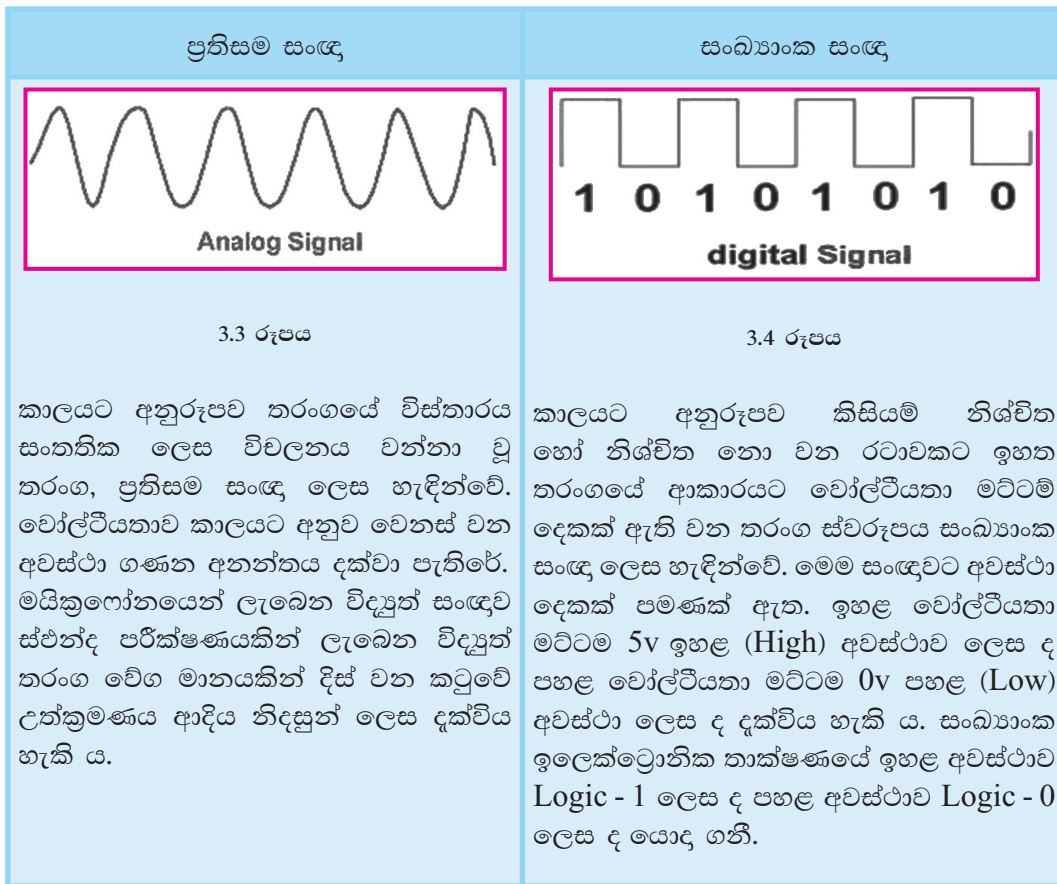 ප්‍රතිසම සංඥා
සංඛ්‍යාංක සංඥා
Analog Signal
3.3 රූපය
කාලයට අනුරූපව තරංගයේ විස්තාරය
සංතතික ලෙස විචලනය වන්නා වූ
තරංග, ප්‍රතිසම සංඥා ලෙස හැඳින්වේ.
වෝල්ටීයතාව කාලයට අනුව වෙනස් වන
අවස්ථා ගණන අනන්තය දක්වා පැතිරේ.
මයික්‍රෆෝනයෙන් ලැබෙන විද්‍යුත් සංඥාව
ස්පන්ද පරීක්ෂණයකින් ලැබෙන විද්‍යුත්
තරංග වේග මානයකින් දිස් වන කටුවේ
උත්ක්‍රමණය ආදිය නිදසුන් ලෙස දැක්විය
හැකි ය.
1 0 1 0 1 0 1 0
digital Signal
3.4 රූපය
කාලයට අනුරූපව කිසියම් නිශ්චිත
හෝ නිශ්චිත නො වන රටාවකට ඉහත
තරංගයේ ආකාරයට වෝල්ටීයතා මට්ටම්
දෙකක් ඇති වන තරංග ස්වරූපය සංඛ්‍යාංක
සංඥා ලෙස හැඳින්වේ. මෙම සංඥාවට අවස්ථා
දෙකක් පමණක් ඇත. ඉහළ වෝල්ටීයතා
මට්ටම 5v ඉහළ (High) අවස්ථාව ලෙස ද
පහළ වෝල්ටීයතා මට්ටම 0v පහළ (Low)
අවස්ථා ලෙස ද දැක්විය හැකි ය. සංඛ්‍යාංක
ඉලෙක්ට්‍රොනික තාක්ෂණයේ ඉහළ අවස්ථාව
Logic - 1 ලෙස ද පහළ අවස්ථාව Logic - 0
ලෙස ද යොදා ගනී.